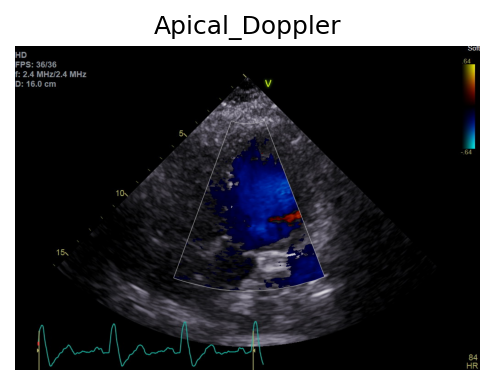 Apical_Doppler
HD
FPS: 36/36
f: 2.4 MHz/2.4 MHz
D: 16.0 cm
V
Soft
.64
-.64
5
10
15
84
HR